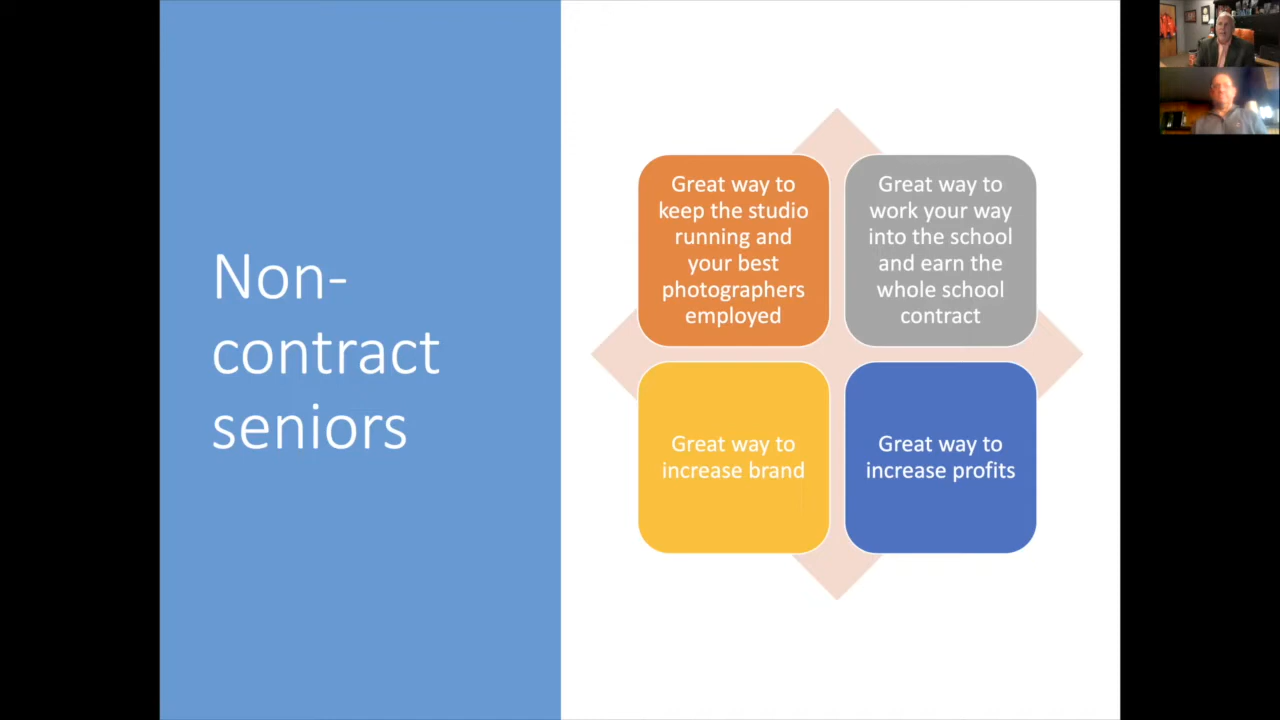 Non-
contract
seniors
Great way to
keep the studio
running and
your best
photographers
employed
Great way to
work your way
into the school
and earn the
whole school
contract
Great way to
increase brand
Great way to
increase profits